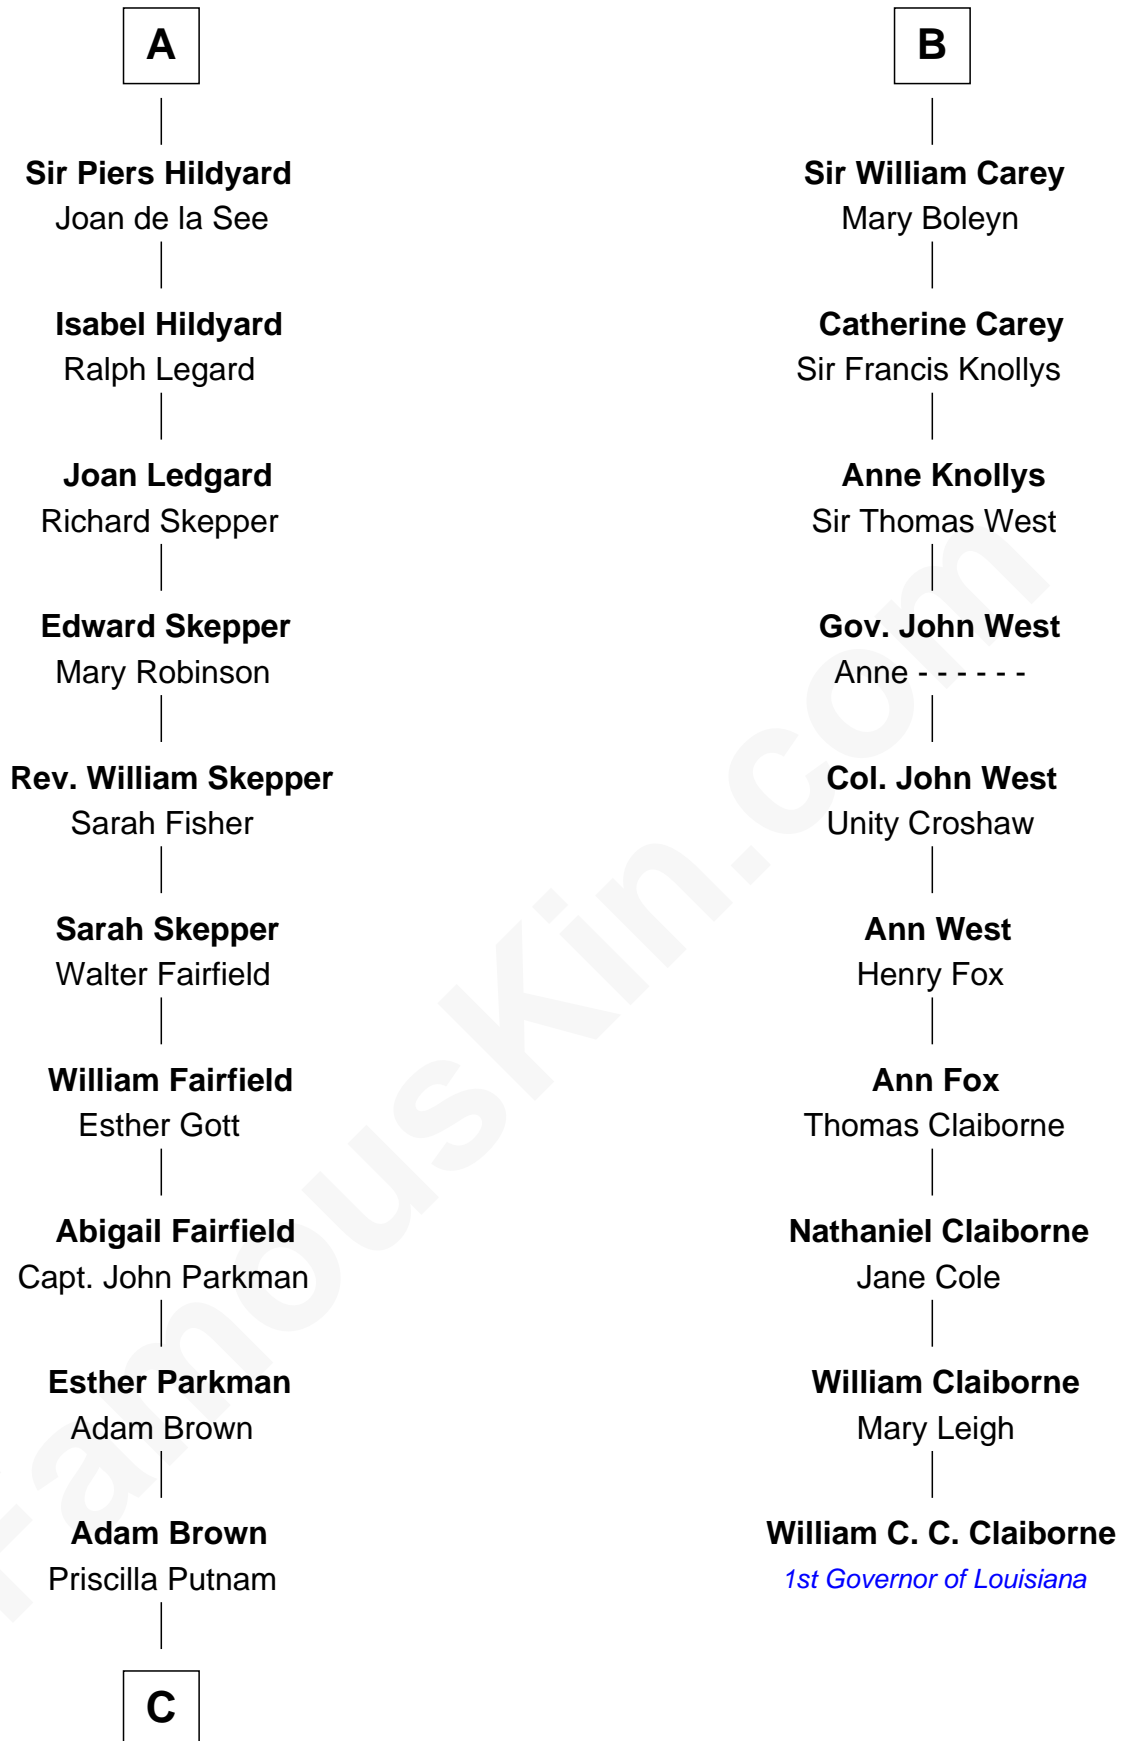 A
Sir Piers Hildyard
Joan de la See
Isabel Hildyard
Ralph Legard
Joan Ledgard
Richard Skepper
Edward Skepper
Mary Robinson
Rev. William Skepper
Sarah Fisher
Sarah Skepper
Walter Fairfield
William Fairfield
Esther Gott
Abigail Fairfield
Capt. John Parkman
Esther Parkman
Adam Brown
Adam Brown
Priscilla Putnam
C
B
Sir William Carey
Mary Boleyn
Catherine Carey
Sir Francis Knollys
Anne Knollys
Sir Thomas West
Gov. John West
Anne - - - - - -
Col. John West
Unity Croshaw
Ann West
Henry Fox
Ann Fox
Thomas Claiborne
Nathaniel Claiborne
Jane Cole
William Claiborne
Mary Leigh
William C. C. Claiborne
1st Governor of Louisiana
FamousKin.com